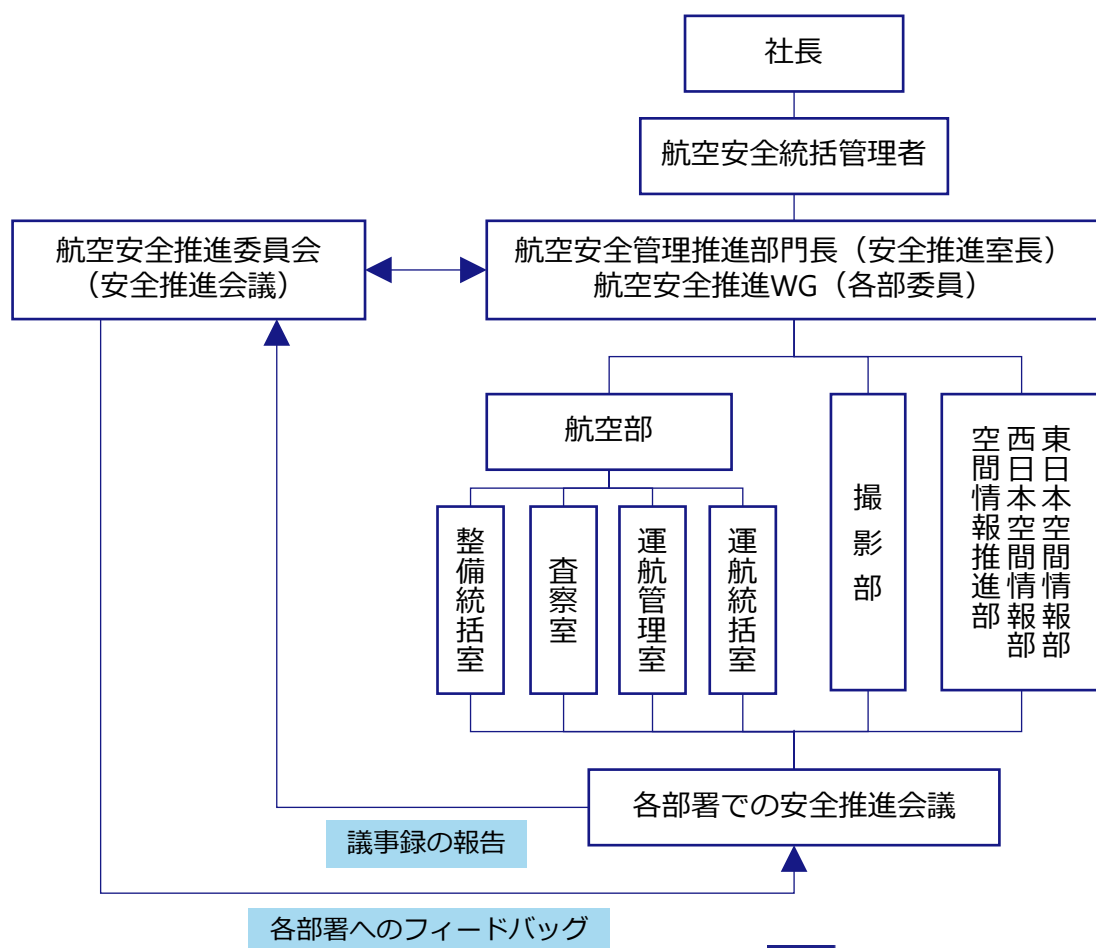 社長
航空安全統括管理者
航空安全推進委員会
（安全推進会議）
航空安全管理推進部門長（安全推進室長）
航空安全推進WG（各部委員）
航空部
整備統括室
査察室
運航管理室
運航統括室
撮影部
東日本空間情報部
西日本空間情報部
空間情報推進部
各部署での安全推進会議
議事録の報告
各部署へのフィードバッグ